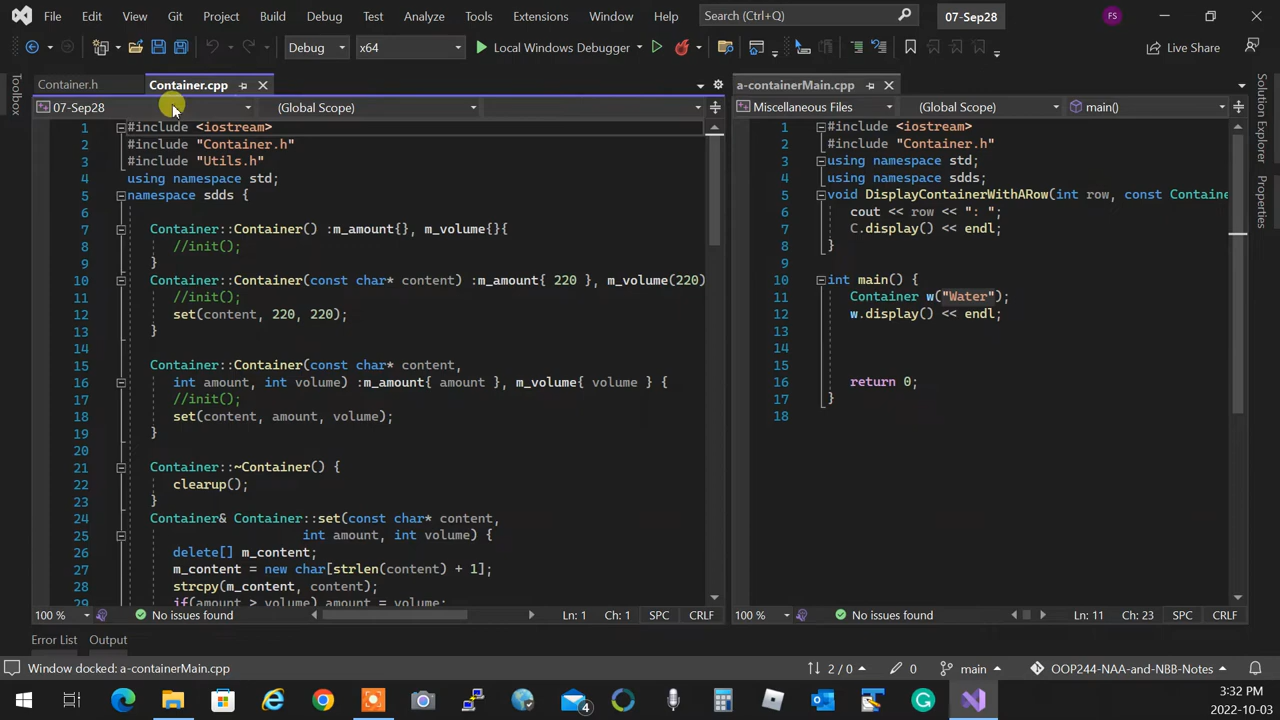 File Edit View Git Project Build Debug Test Analyze Tools Extensions Window Help Search (Ctrl+Q) 07-Sep28 FS
Debug x64 Local Windows Debugger Live Share
Container.h Container.cpp a-containerMain.cpp
07-Sep28 (Global Scope) Miscellaneous Files (Global Scope) main()
Toolbox
1 #include <iostream>
2 #include "Container.h"
3 #include "Utils.h"
4 using namespace std;
5 namespace sdds {
6
7 Container::Container() :m_amount{}, m_volume{}{
8 //init();
9 }
10 Container::Container(const char* content) :m_amount{ 220 }, m_volume(220)
11 //init();
12 set(content, 220, 220);
13 }
14
15 Container::Container(const char* content,
16 int amount, int volume) :m_amount{ amount }, m_volume{ volume } {
17 //init();
18 set(content, amount, volume);
19 }
20
21 Container::~Container() {
22 clearup();
23 }
24 Container& Container::set(const char* content,
25 int amount, int volume) {
26 delete[] m_content;
27 m_content = new char[strlen(content) + 1];
28 strcpy(m_content, content);
29 if(amount > volume) amount = volume;
1 #include <iostream>
2 #include "Container.h"
3 using namespace std;
4 using namespace sdds;
5 void DisplayContainerWithARow(int row, const Containe
6 cout << row << ": ";
7 C.display() << endl;
8 }
9
10 int main() {
11 Container w("Water");
12 w.display() << endl;
13
14
15
16 return 0;
17 }
18
Solution Explorer
Properties
100 % No issues found Ln: 1 Ch: 1 SPC CRLF
100 % No issues found Ln: 11 Ch: 23 SPC CRLF
Error List Output
Window docked: a-containerMain.cpp 2 / 0 0 main OOP244-NAA-and-NBB-Notes
4
3:32 PM
2022-10-03